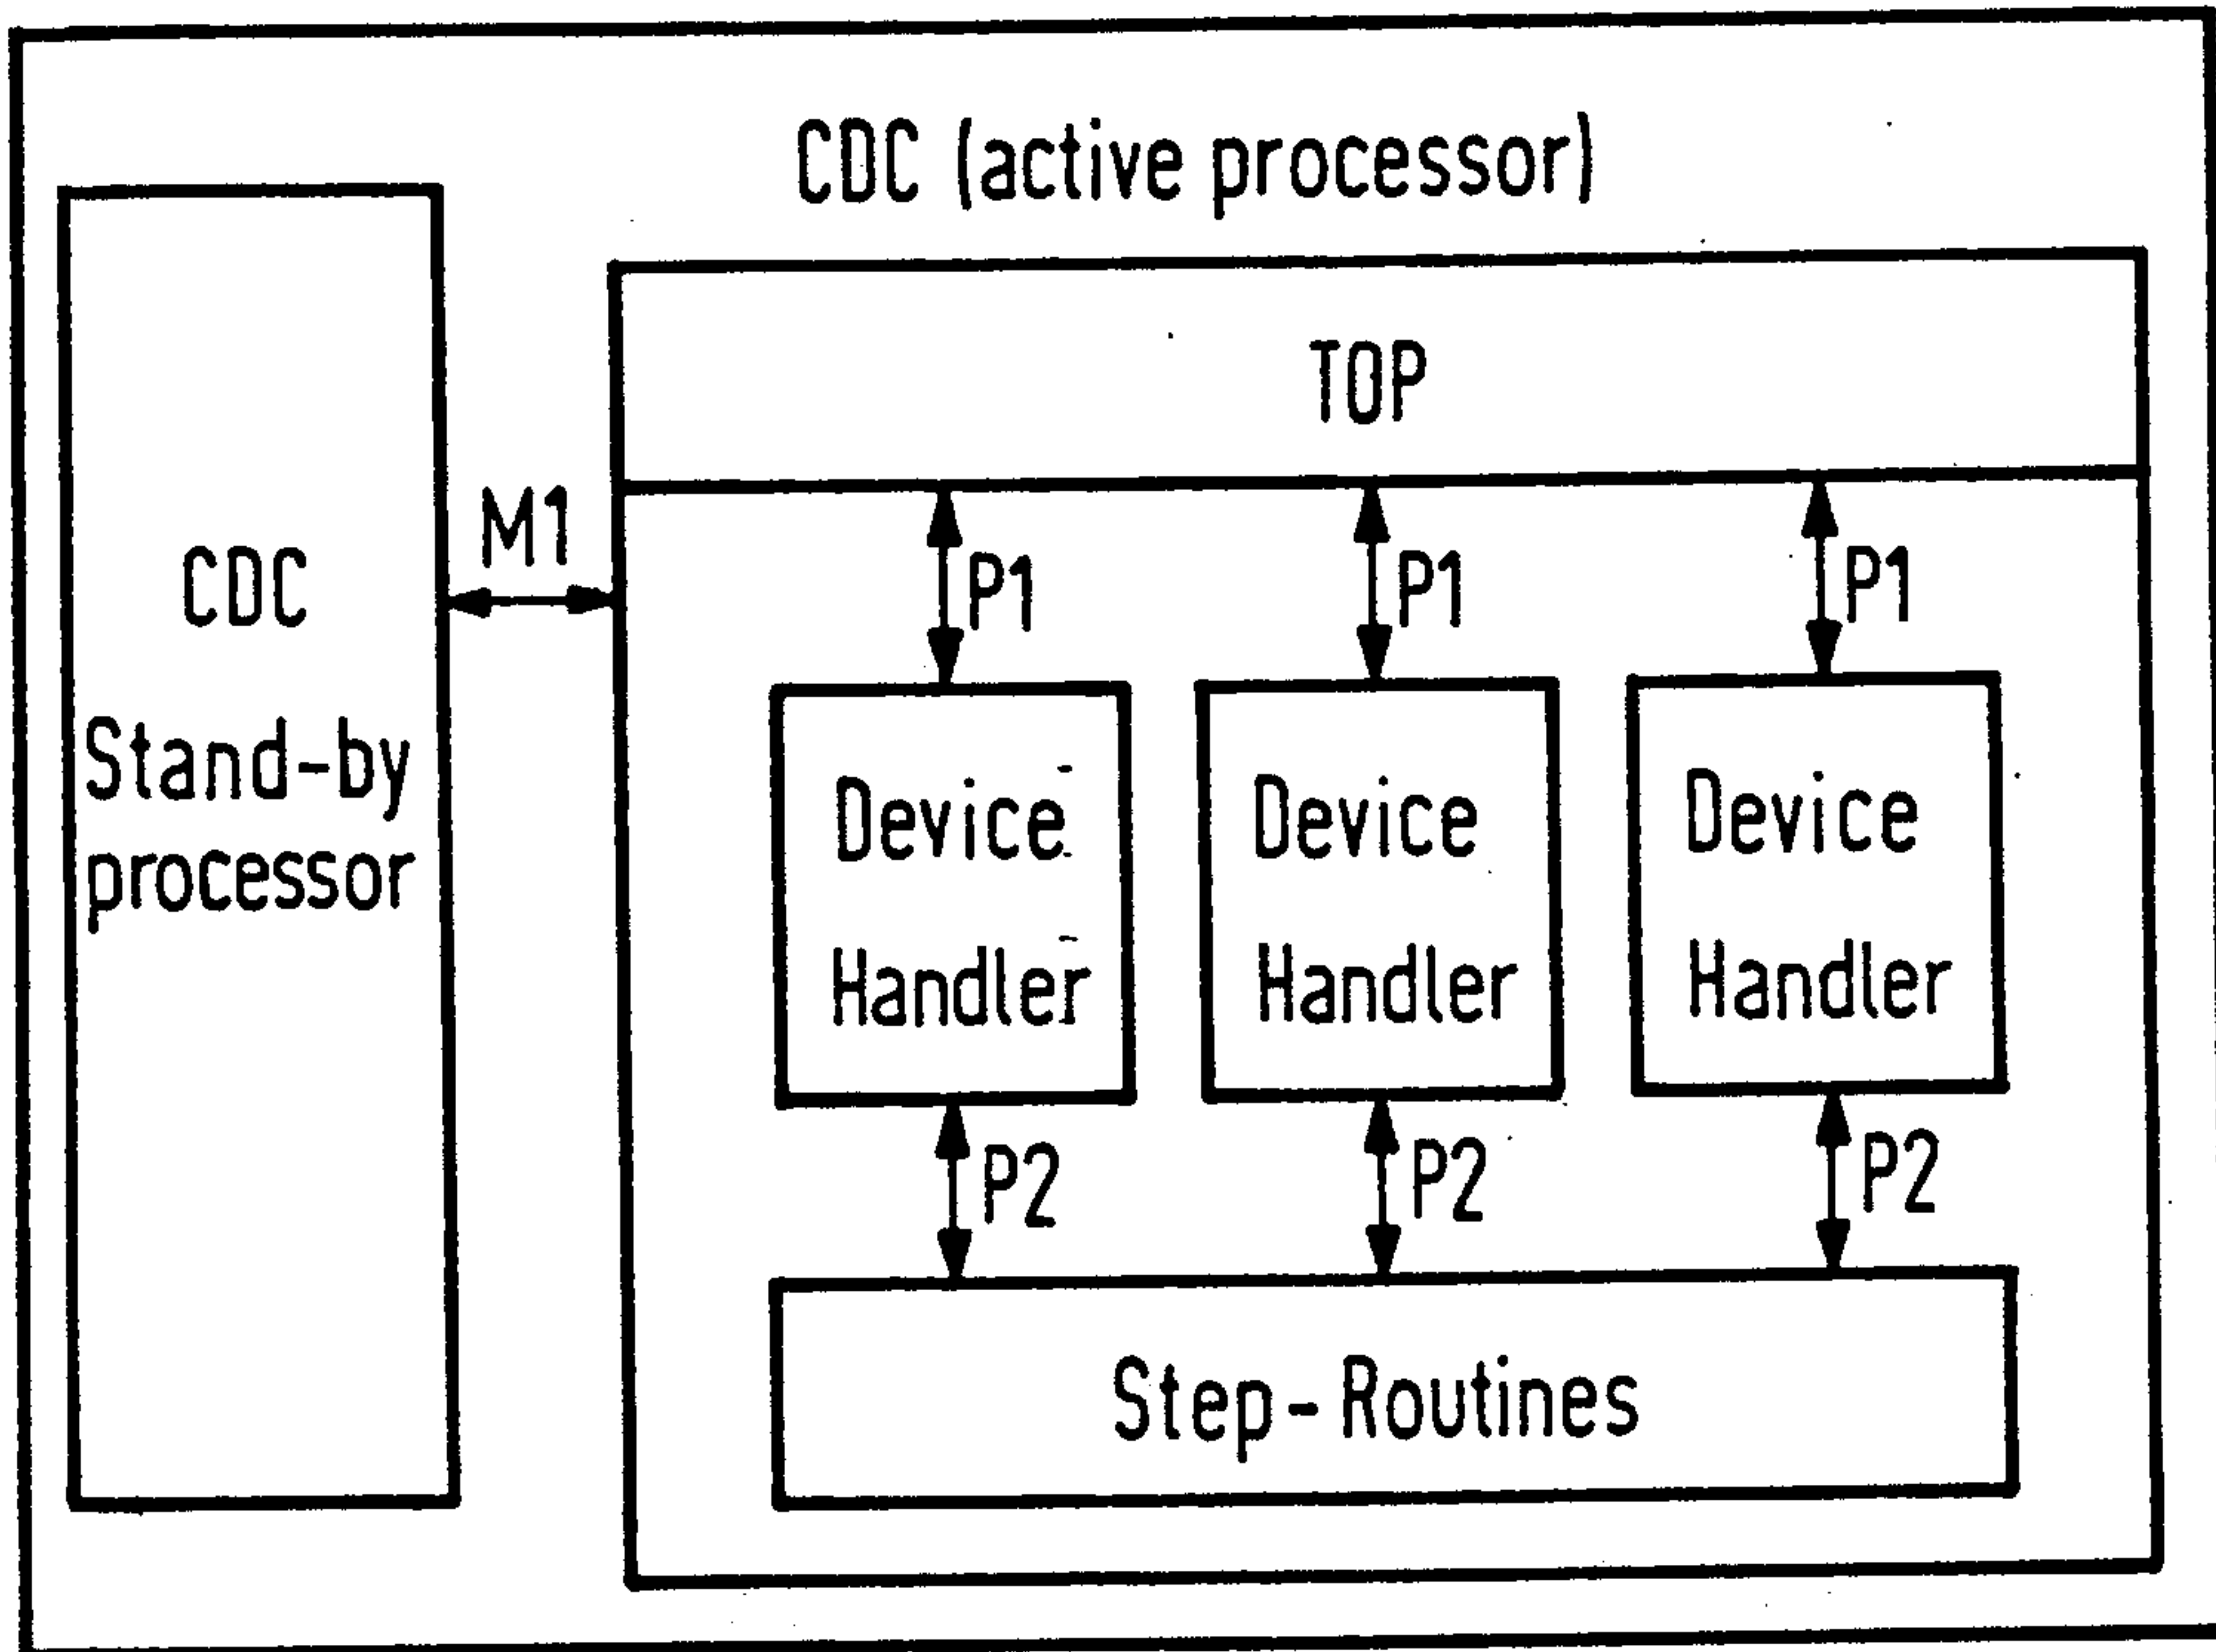 CDC (active processor)
TOP
M1
CDC
Stand-by
processor
P1
P1
P1
Device
Handler
Device
Handler
Device
Handler
P2
P2
P2
Step-Routines